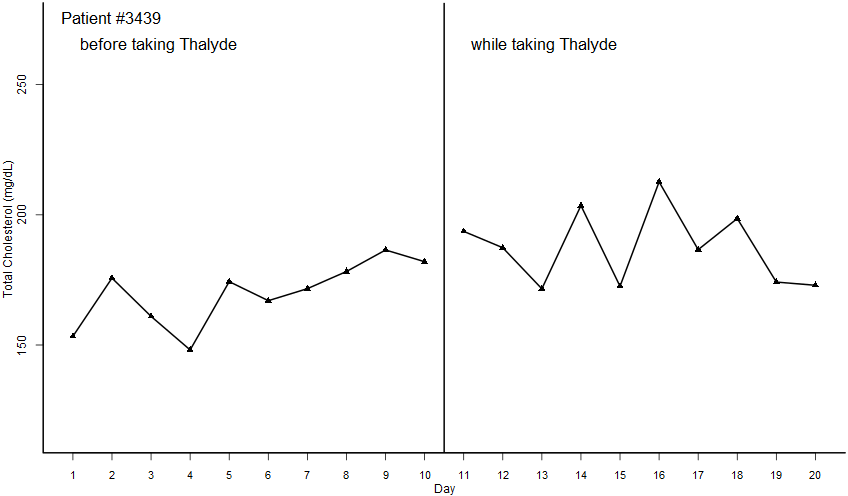 Patient #3439
before taking Thalyde
while taking Thalyde
Total Cholesterol (mg/dL)
250
200
150
1 2 3 4 5 6 7 8 9 10 11 12 13 14 15 16 17 18 19 20
Day